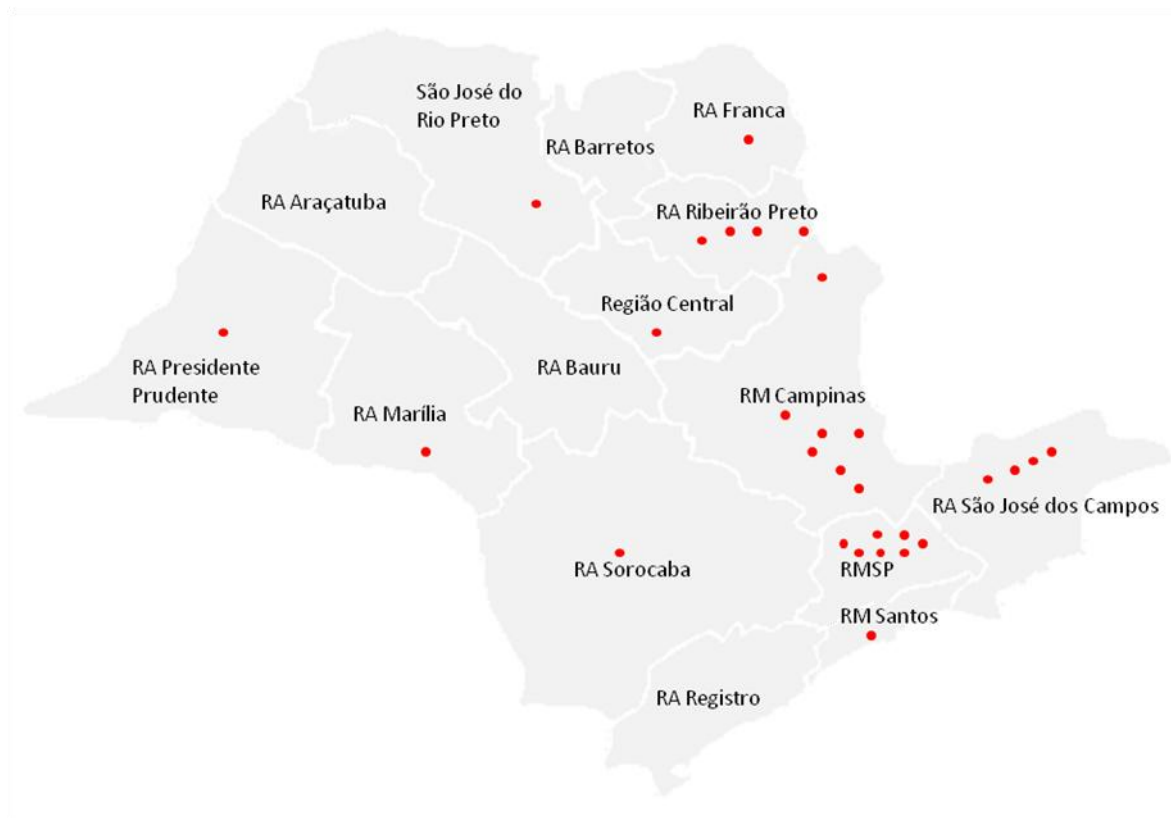 São José do
Rio Preto
RA Franca
RA Barretos
RA Araçatuba
RA Ribeirão Preto
Região Central
RA Presidente
Prudente
RA Bauru
RM Campinas
RA Marília
RA São José dos Campos
RA Sorocaba
RMSP
RM Santos
RA Registro